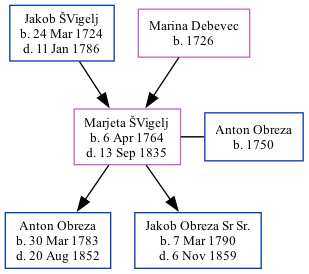 Jakob ŠVigelj
b. 24 Mar 1724
d. 11 Jan 1786
Marina Debevec
b. 1726
Marjeta ŠVigelj
b. 6 Apr 1764
d. 13 Sep 1835
Anton Obreza
b. 1750
Anton Obreza
b. 30 Mar 1783
d. 20 Aug 1852
Jakob Obreza Sr Sr.
b. 7 Mar 1790
d. 6 Nov 1859